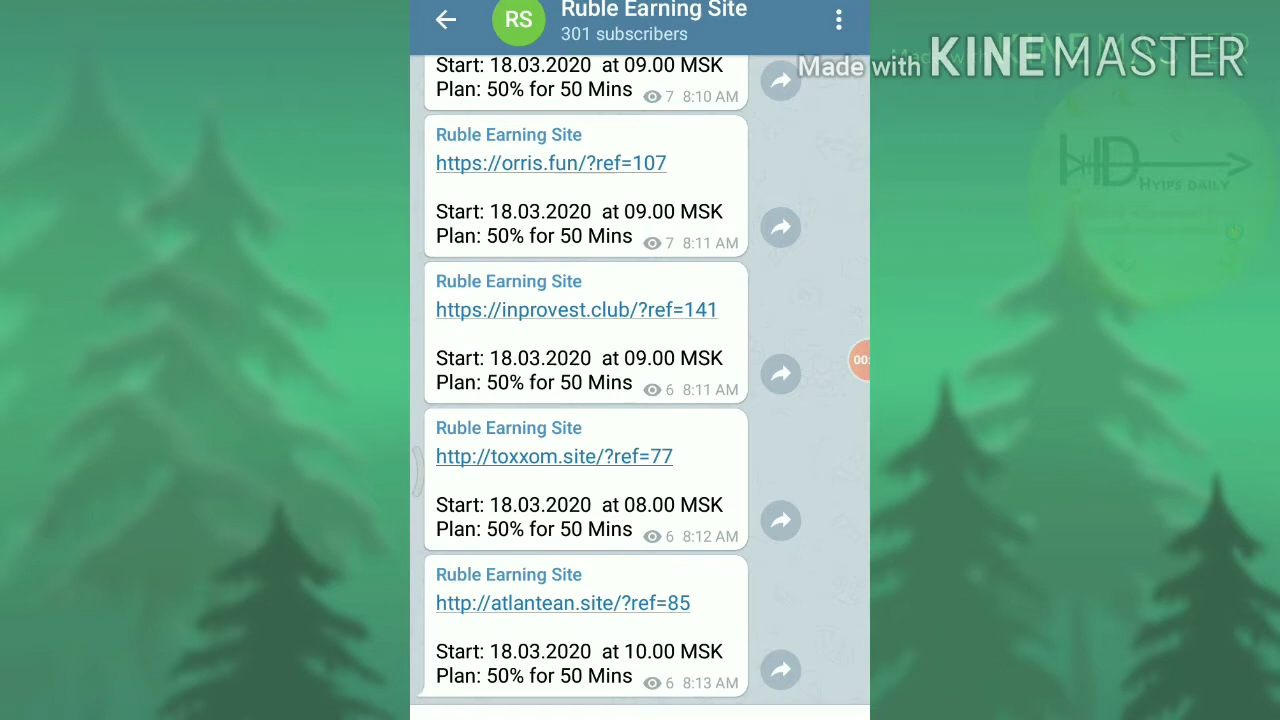 RS
Ruble Earning Site
301 subscribers
Made with KINEMASTER
Start: 18.03.2020 at 09.00 MSK
Plan: 50% for 50 Mins
7 8:10 AM
Ruble Earning Site
https://orris.fun/?ref=107
Start: 18.03.2020 at 09.00 MSK
Plan: 50% for 50 Mins
7 8:11 AM
Ruble Earning Site
https://inprovest.club/?ref=141
Start: 18.03.2020 at 09.00 MSK
Plan: 50% for 50 Mins
6 8:11 AM
Ruble Earning Site
http://toxxom.site/?ref=77
Start: 18.03.2020 at 08.00 MSK
Plan: 50% for 50 Mins
6 8:12 AM
Ruble Earning Site
http://atlantean.site/?ref=85
Start: 18.03.2020 at 10.00 MSK
Plan: 50% for 50 Mins
6 8:13 AM
HD
HYIPS DAILY
00: